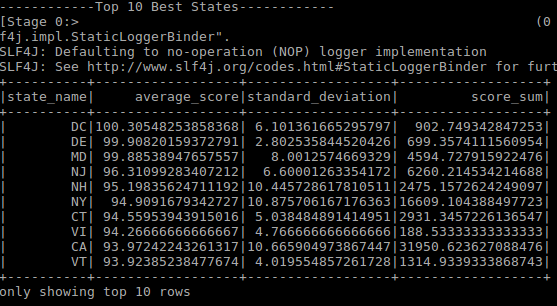 ------------Top 10 Best States------------
[Stage 0:> (0
f4j.impl.StaticLoggerBinder".
SLF4J: Defaulting to no-operation (NOP) logger implementation
SLF4J: See http://www.slf4j.org/codes.html#StaticLoggerBinder for furt
+----------+------------------+------------------+------------------+
|state_name| average_score|standard_deviation| score_sum|
+----------+------------------+------------------+------------------+
| DC|100.30548253858368| 6.101361665295797| 902.749342847253|
| DE| 99.90820159372791| 2.802535844520426| 699.3574111560954|
| MD| 99.88538947657557| 8.0012574669329| 4594.727915922476|
| NJ| 96.31099283407212| 6.60001263354172| 6260.214534214688|
| NH| 95.19835624711192|10.445728617810511|2475.1572624249097|
| NY| 94.9091679342727|10.875706167176363|16609.104388497723|
| CT| 94.55953943915016| 5.038484891414951|2931.3457226136547|
| VI| 94.26666666666667| 4.766666666666666|188.53333333333333|
| CA| 93.97242243261317|10.665904973867447|31950.623627088476|
| VT| 93.92385238477674| 4.019554857261728|1314.9339333868743|
+----------+------------------+------------------+------------------+
only showing top 10 rows